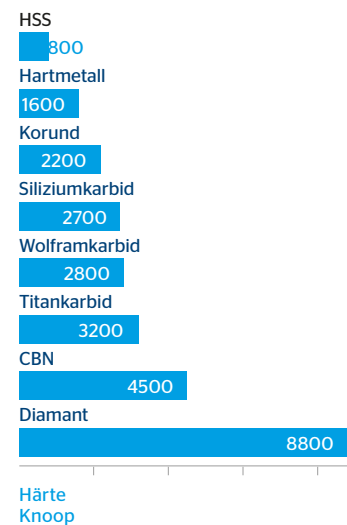 HSS
800
Hartmetall
1600
Korund
2200
Siliziumkarbid
2700
Wolframkarbid
2800
Titankarbid
3200
CBN
4500
Diamant
8800
Härte
Knoop